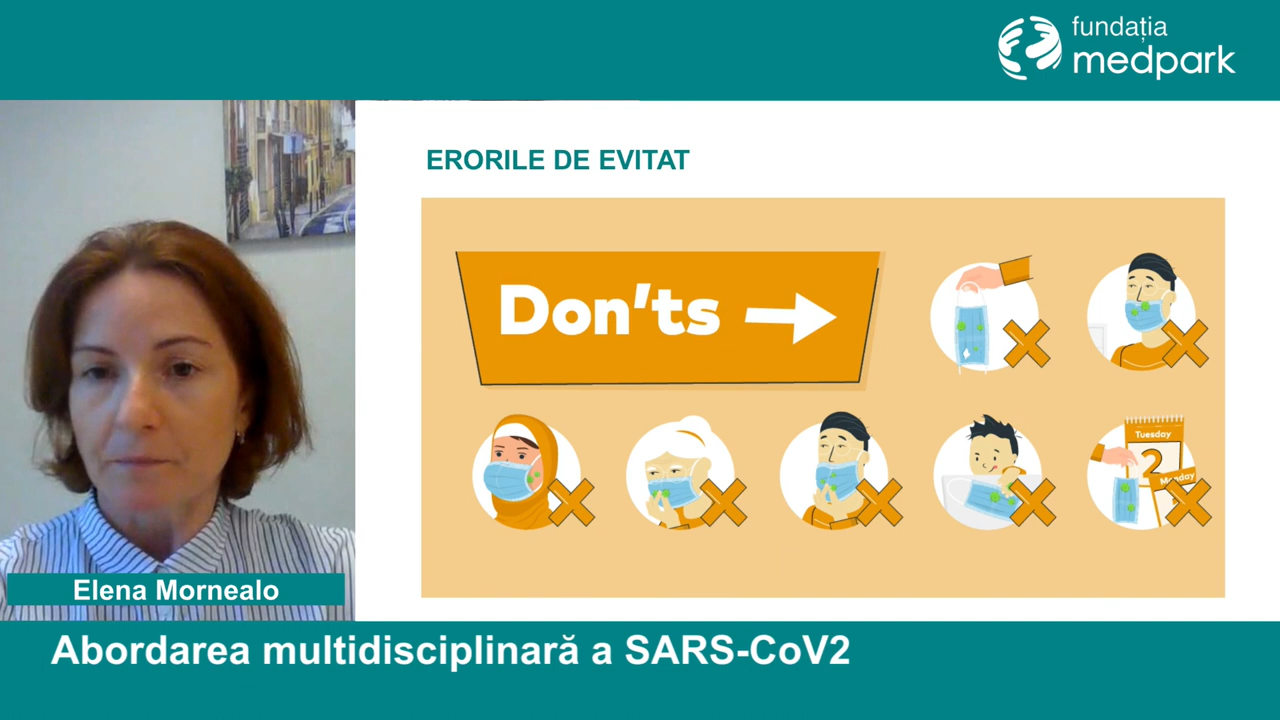 fundația
medpark
ERORILE DE EVITAT
Don'ts
Tuesday
2
Monday
Elena Mornealo
Abordarea multidisciplinară a SARS-CoV2